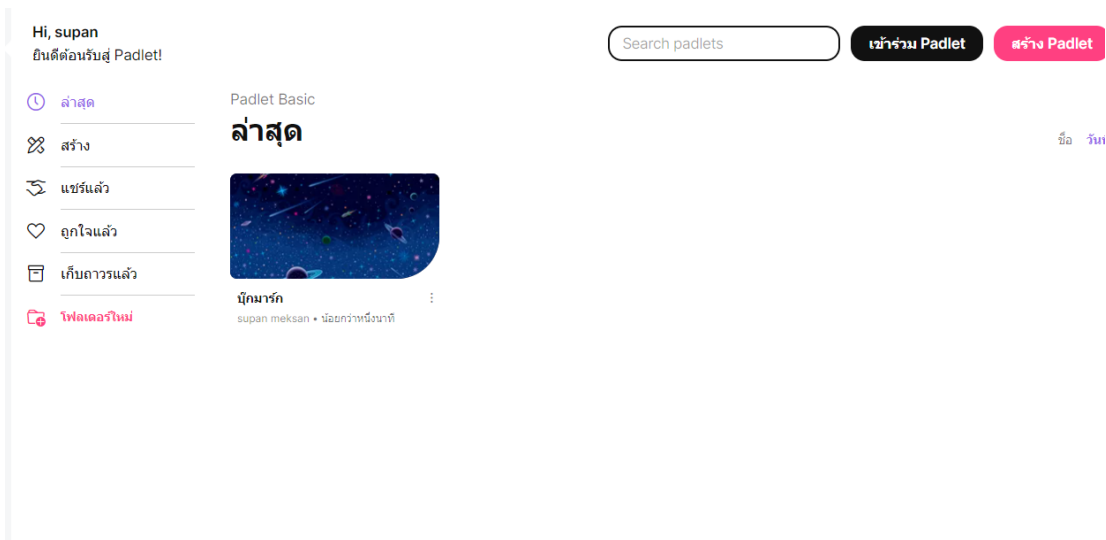 Hi, supan
ยินดีต้อนรับสู่ Padlet!
Search padlets
เข้าร่วม Padlet
สร้าง Padlet
ล่าสุด
สร้าง
แชร์แล้ว
ถูกใจแล้ว
เก็บถาวรแล้ว
โฟลเดอร์ใหม่
Padlet Basic
ล่าสุด
ชื่อ
บุ๊กมาร์ก
supan meksan • น้อยกว่าหนึ่งนาที